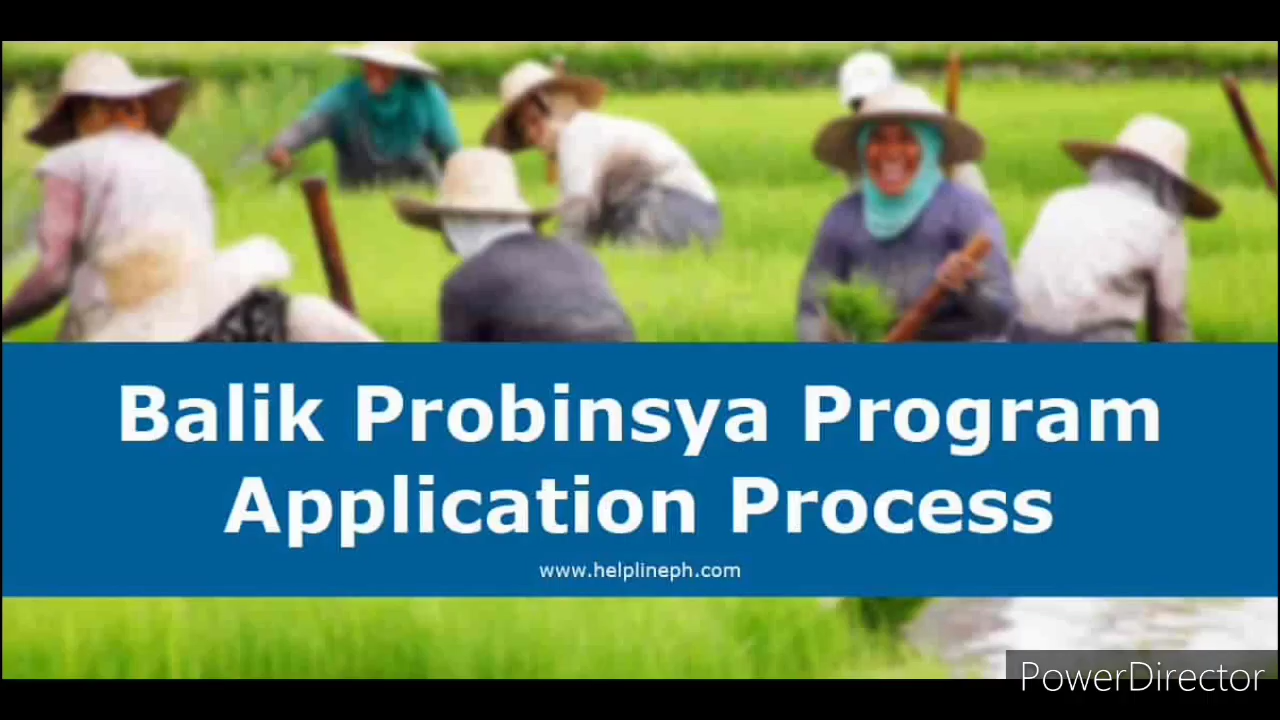 Balik Probinsya Program
Application Process
www.helplineph.com
PowerDirector